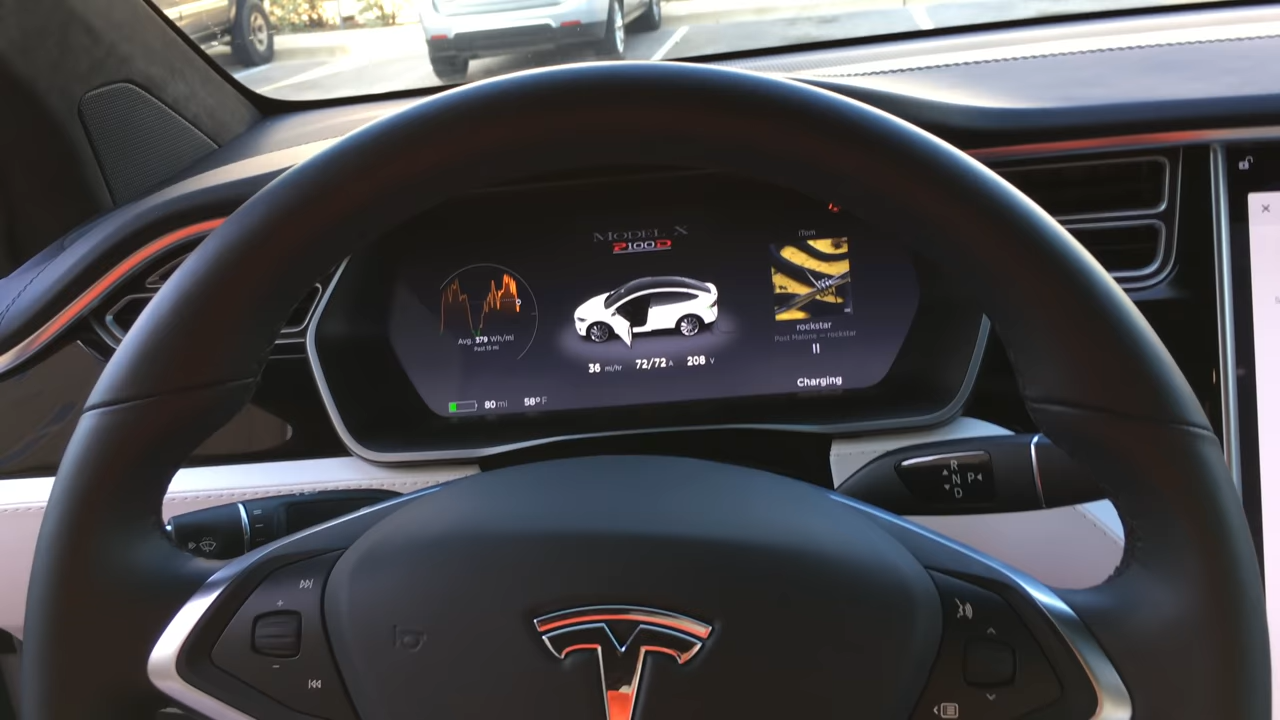 MODEL X
P100D
iTom
Avg. 379 Wh/mi
Past 15 mi
rockstar
Post Malone — rockstar
36 mi/hr 72/72 A 208 V
Charging
80 mi 58° F
R
N P
D